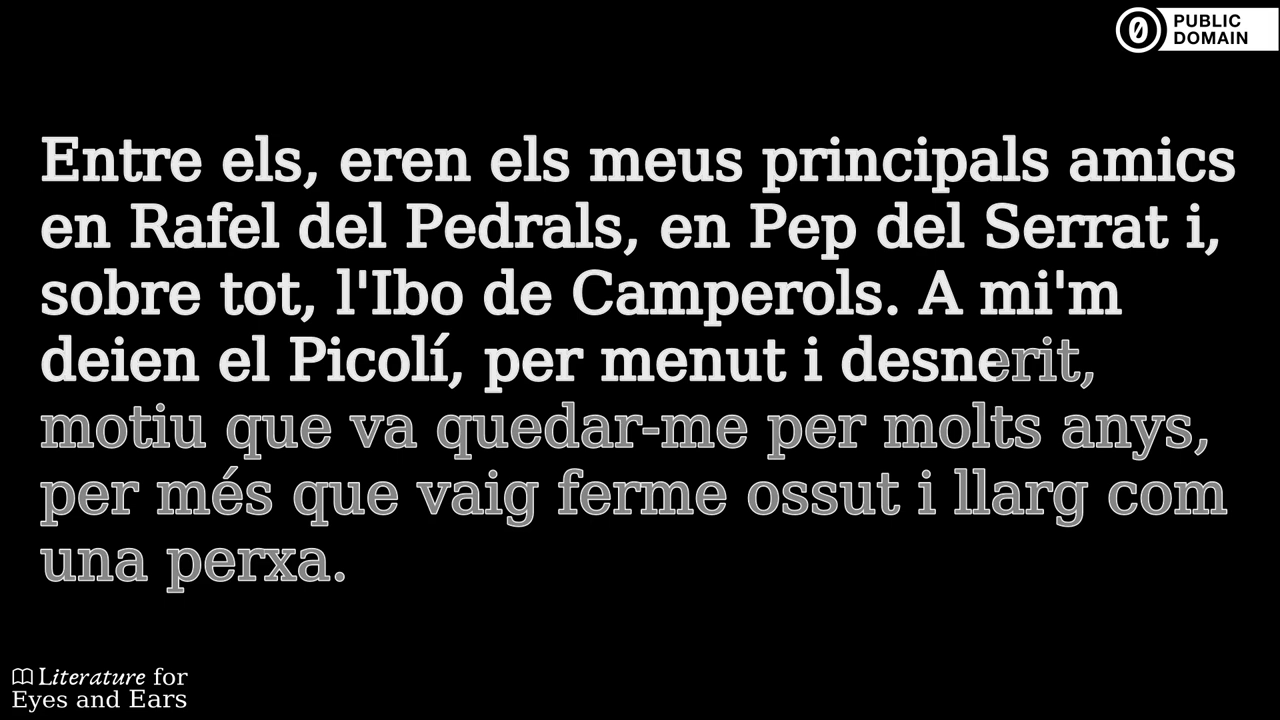 PUBLIC
DOMAIN
Entre els, eren els meus principals amics
en Rafel del Pedrals, en Pep del Serrat i,
sobre tot, l'Ibo de Camperols. A mi'm
deien el Picolí, per menut i desnerit,
motiu que va quedar-me per molts anys,
per més que vaig ferme ossut i llarg com
una perxa.
Literature for
Eyes and Ears